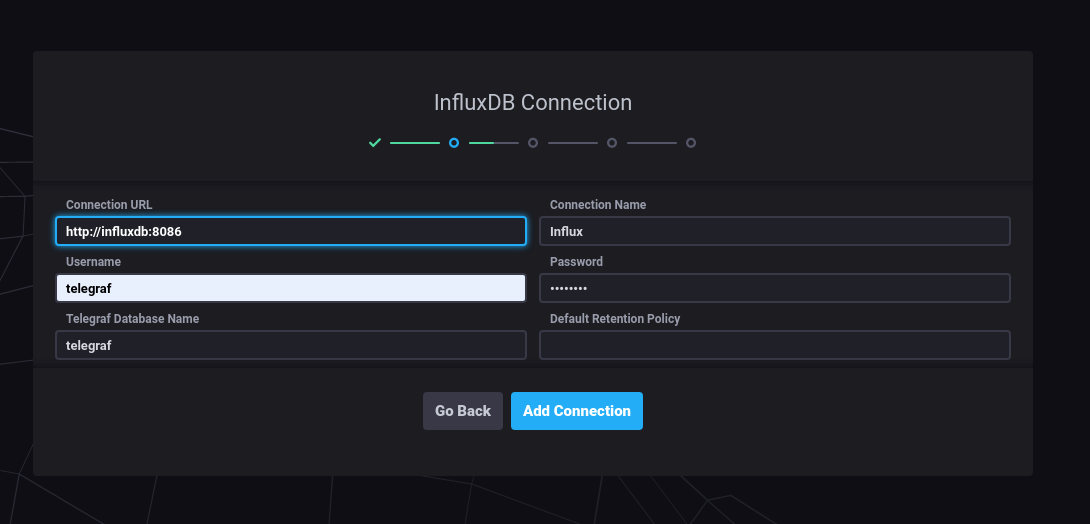 InfluxDB Connection
Connection URL
http://influxdb:8086
Connection Name
Influx
Username
telegraf
Password
••••••••
Telegraf Database Name
telegraf
Default Retention Policy
Go Back
Add Connection